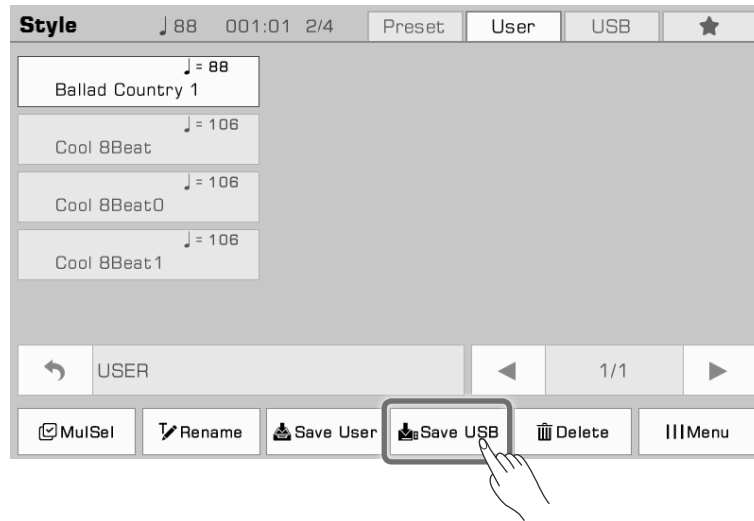 Style ♩88 001:01 2/4 Preset User USB ★
♩= 88
Ballad Country 1
♩= 106
Cool 8Beat
♩= 106
Cool 8Beat0
♩= 106
Cool 8Beat1
USER 1/1
MulSel Rename Save User Save USB Delete Menu